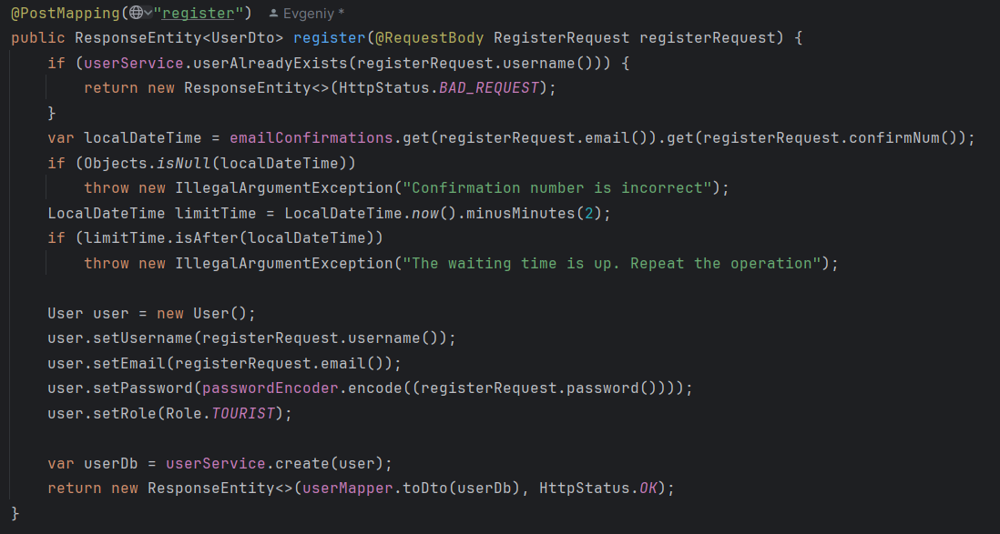 @PostMapping("register") Evgeniy *
public ResponseEntity<UserDto> register(@RequestBody RegisterRequest registerRequest) {
    if (userService.userAlreadyExists(registerRequest.username())) {
        return new ResponseEntity<>(HttpStatus.BAD_REQUEST);
    }
    var localDateTime = emailConfirmations.get(registerRequest.email()).get(registerRequest.confirmNum());
    if (Objects.isNull(localDateTime))
        throw new IllegalArgumentException("Confirmation number is incorrect");
    LocalDateTime limitTime = LocalDateTime.now().minusMinutes(2);
    if (limitTime.isAfter(localDateTime))
        throw new IllegalArgumentException("The waiting time is up. Repeat the operation");

    User user = new User();
    user.setUsername(registerRequest.username());
    user.setEmail(registerRequest.email());
    user.setPassword(passwordEncoder.encode((registerRequest.password())));
    user.setRole(Role.TOURIST);

    var userDb = userService.create(user);
    return new ResponseEntity<>(userMapper.toDto(userDb), HttpStatus.OK);
}